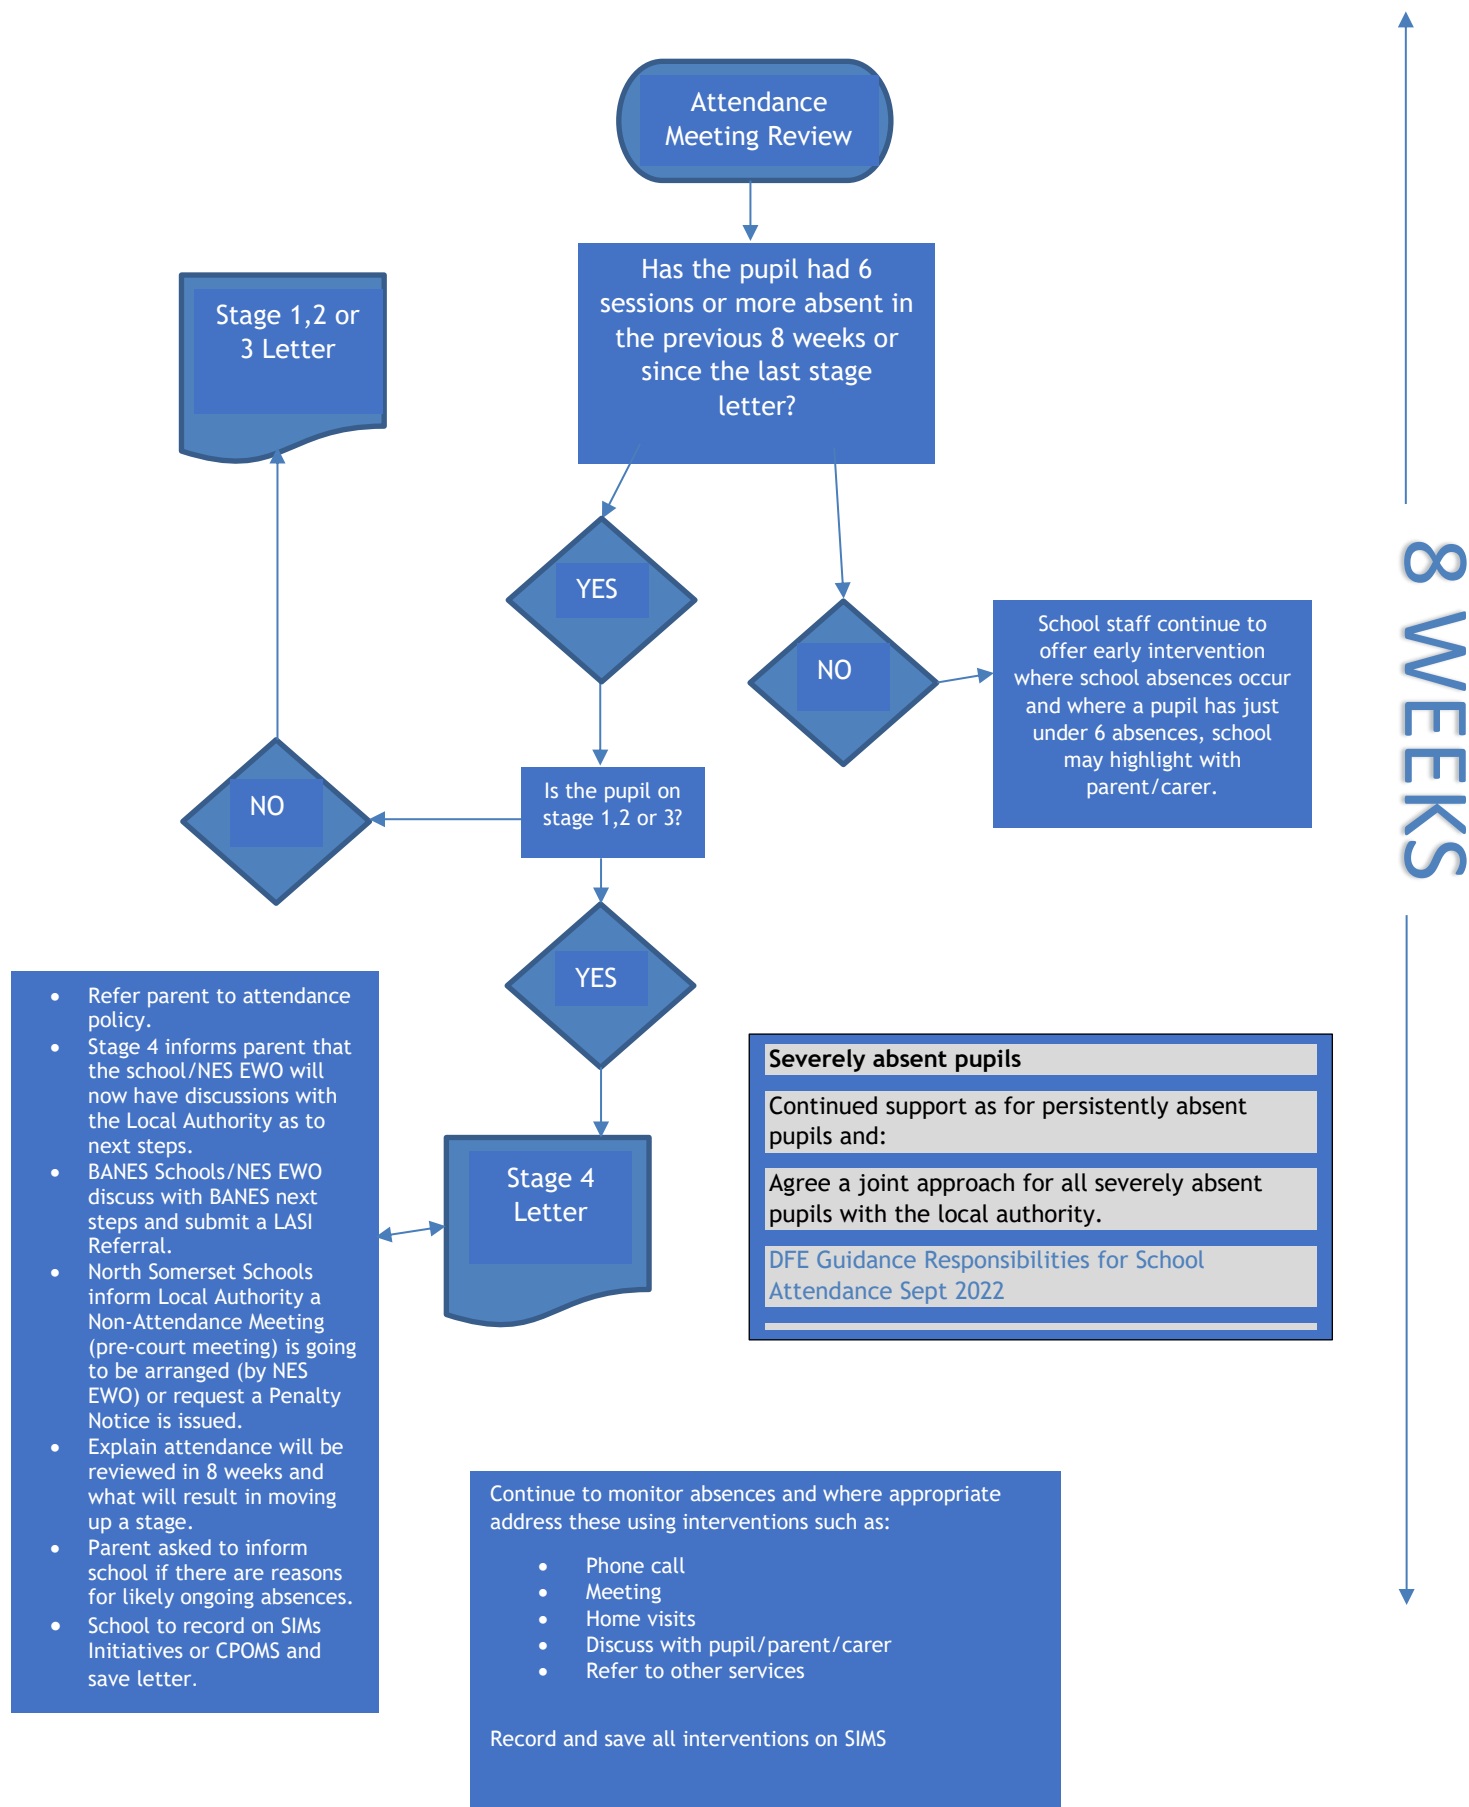 Attendance
Meeting Review
Has the pupil had 6
sessions or more absent in
the previous 8 weeks or
since the last stage
letter?
Stage 1,2 or
3 Letter
YES
NO
School staff continue to
offer early intervention
where school absences occur
and where a pupil has just
under 6 absences, school
may highlight with
parent/carer.
8 WEEKS
Is the pupil on
stage 1,2 or 3?
NO
YES
Stage 4
Letter
• Refer parent to attendance
policy.
• Stage 4 informs parent that
the school/NES EWO will
now have discussions with
the Local Authority as to
next steps.
• BANES Schools/NES EWO
discuss with BANES next
steps and submit a LASI
Referral.
• North Somerset Schools
inform Local Authority a
Non-Attendance Meeting
(pre-court meeting) is going
to be arranged (by NES
EWO) or request a Penalty
Notice is issued.
• Explain attendance will be
reviewed in 8 weeks and
what will result in moving
up a stage.
• Parent asked to inform
school if there are reasons
for likely ongoing absences.
• School to record on SIMs
Initiatives or CPOMS and
save letter.
Severely absent pupils
Continued support as for persistently absent
pupils and:
Agree a joint approach for all severely absent
pupils with the local authority.
DFE Guidance Responsibilities for School
Attendance Sept 2022
Continue to monitor absences and where appropriate
address these using interventions such as:
• Phone call
• Meeting
• Home visits
• Discuss with pupil/parent/carer
• Refer to other services
Record and save all interventions on SIMS